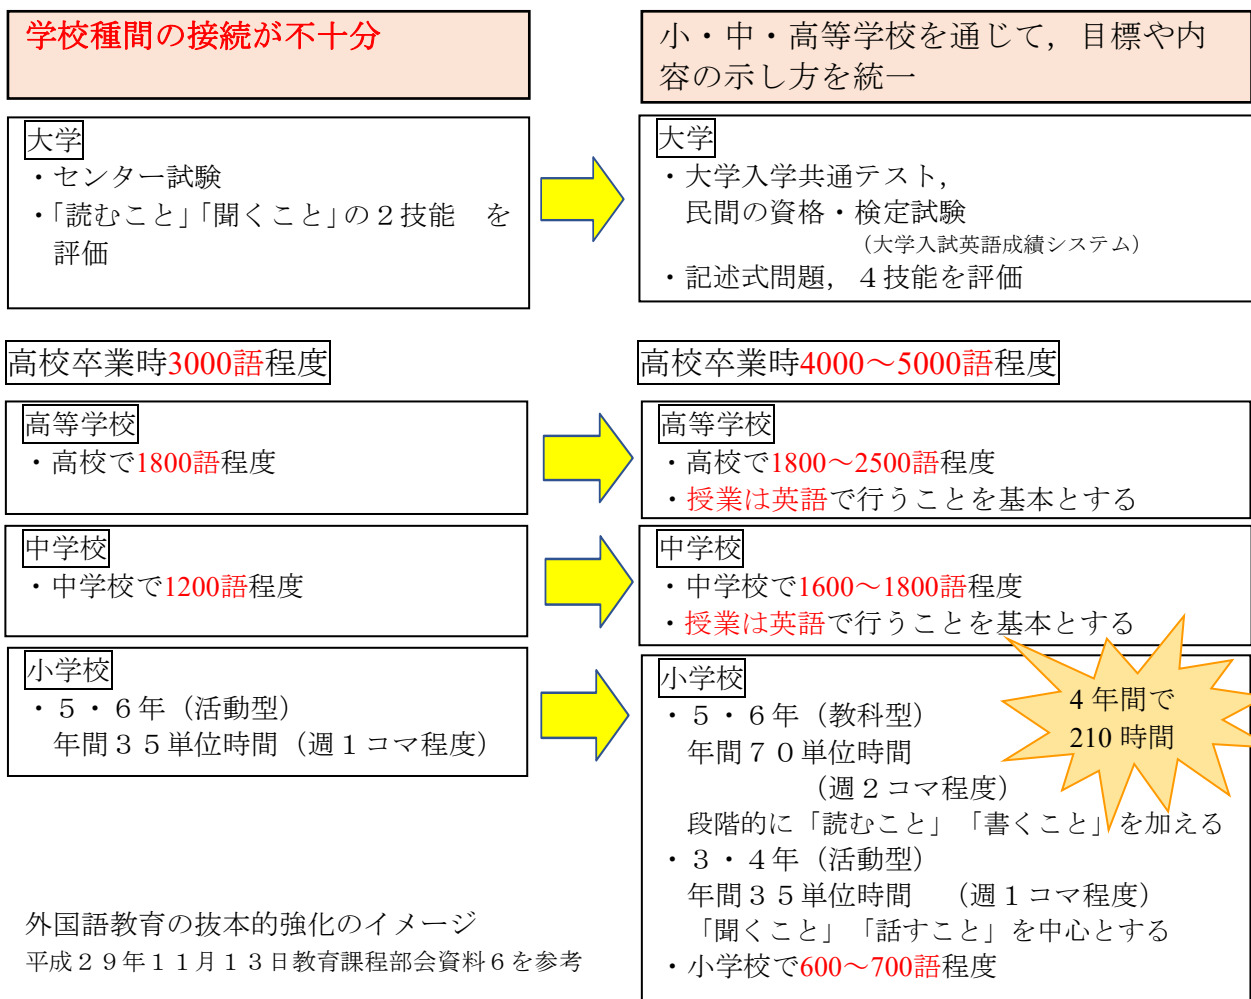 学校種間の接続が不十分
小・中・高等学校を通じて，目標や内
容の示し方を統一
大学
・センター試験
・「読むこと」「聞くこと」の２技能　を
評価
大学
・大学入学共通テスト，
民間の資格・検定試験
（大学入試英語成績システム）
・記述式問題，４技能を評価
高校卒業時3000語程度
高校卒業時4000～5000語程度
高等学校
・高校で1800語程度
高等学校
・高校で1800～2500語程度
・授業は英語で行うことを基本とする
中学校
・中学校で1200語程度
中学校
・中学校で1600～1800語程度
・授業は英語で行うことを基本とする
小学校
・５・６年（活動型）
年間３５単位時間（週１コマ程度）
小学校
・５・６年（教科型）
年間７０単位時間
（週２コマ程度）
段階的に「読むこと」「書くこと」を加える
・３・４年（活動型）
年間３５単位時間　（週１コマ程度）
「聞くこと」「話すこと」を中心とする
・小学校で600～700語程度
4 年間で
210 時間
外国語教育の抜本的強化のイメージ
平成２９年１１月１３日教育課程部会資料６を参考